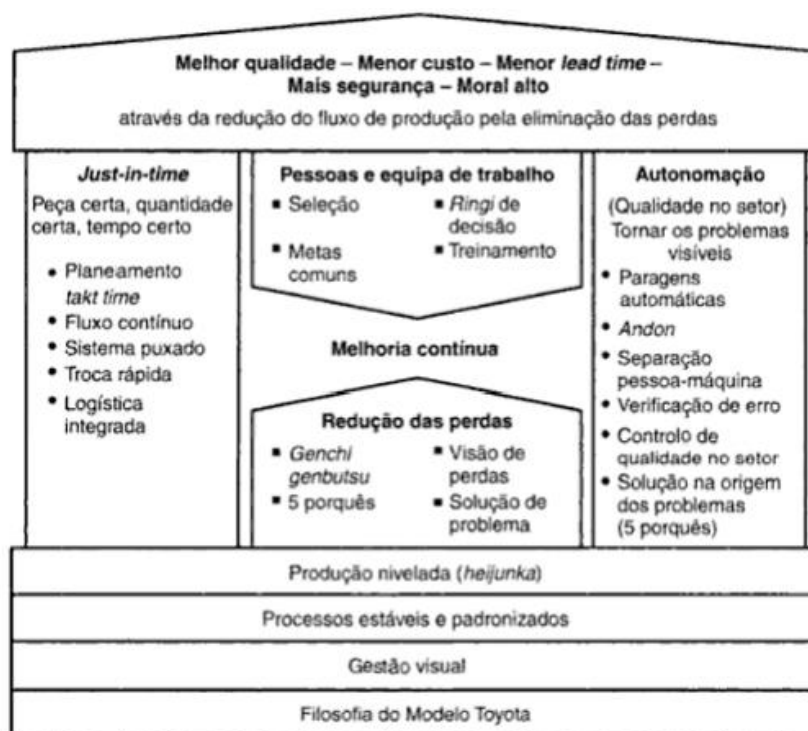 Melhor qualidade – Menor custo – Menor lead time –
Mais segurança – Moral alto
através da redução do fluxo de produção pela eliminação das perdas
Just-in-time
Peça certa, quantidade
certa, tempo certo
• Planeamento
takt time
• Fluxo contínuo
• Sistema puxado
• Troca rápida
• Logística
integrada
Pessoas e equipa de trabalho
▪ Seleção
▪ Metas
comuns
▪ Ringi de
decisão
▪ Treinamento
Melhoria contínua
Redução das perdas
▪ Genchi
genbutsu
▪ 5 porquês
▪ Visão de
perdas
▪ Solução de
problema
Autonomação
(Qualidade no setor)
Tornar os problemas
visíveis
• Paragens
automáticas
• Andon
• Separação
pessoa-máquina
• Verificação de erro
• Controlo de
qualidade no setor
• Solução na origem
dos problemas
(5 porquês)
Produção nivelada (heijunka)
Processos estáveis e padronizados
Gestão visual
Filosofia do Modelo Toyota